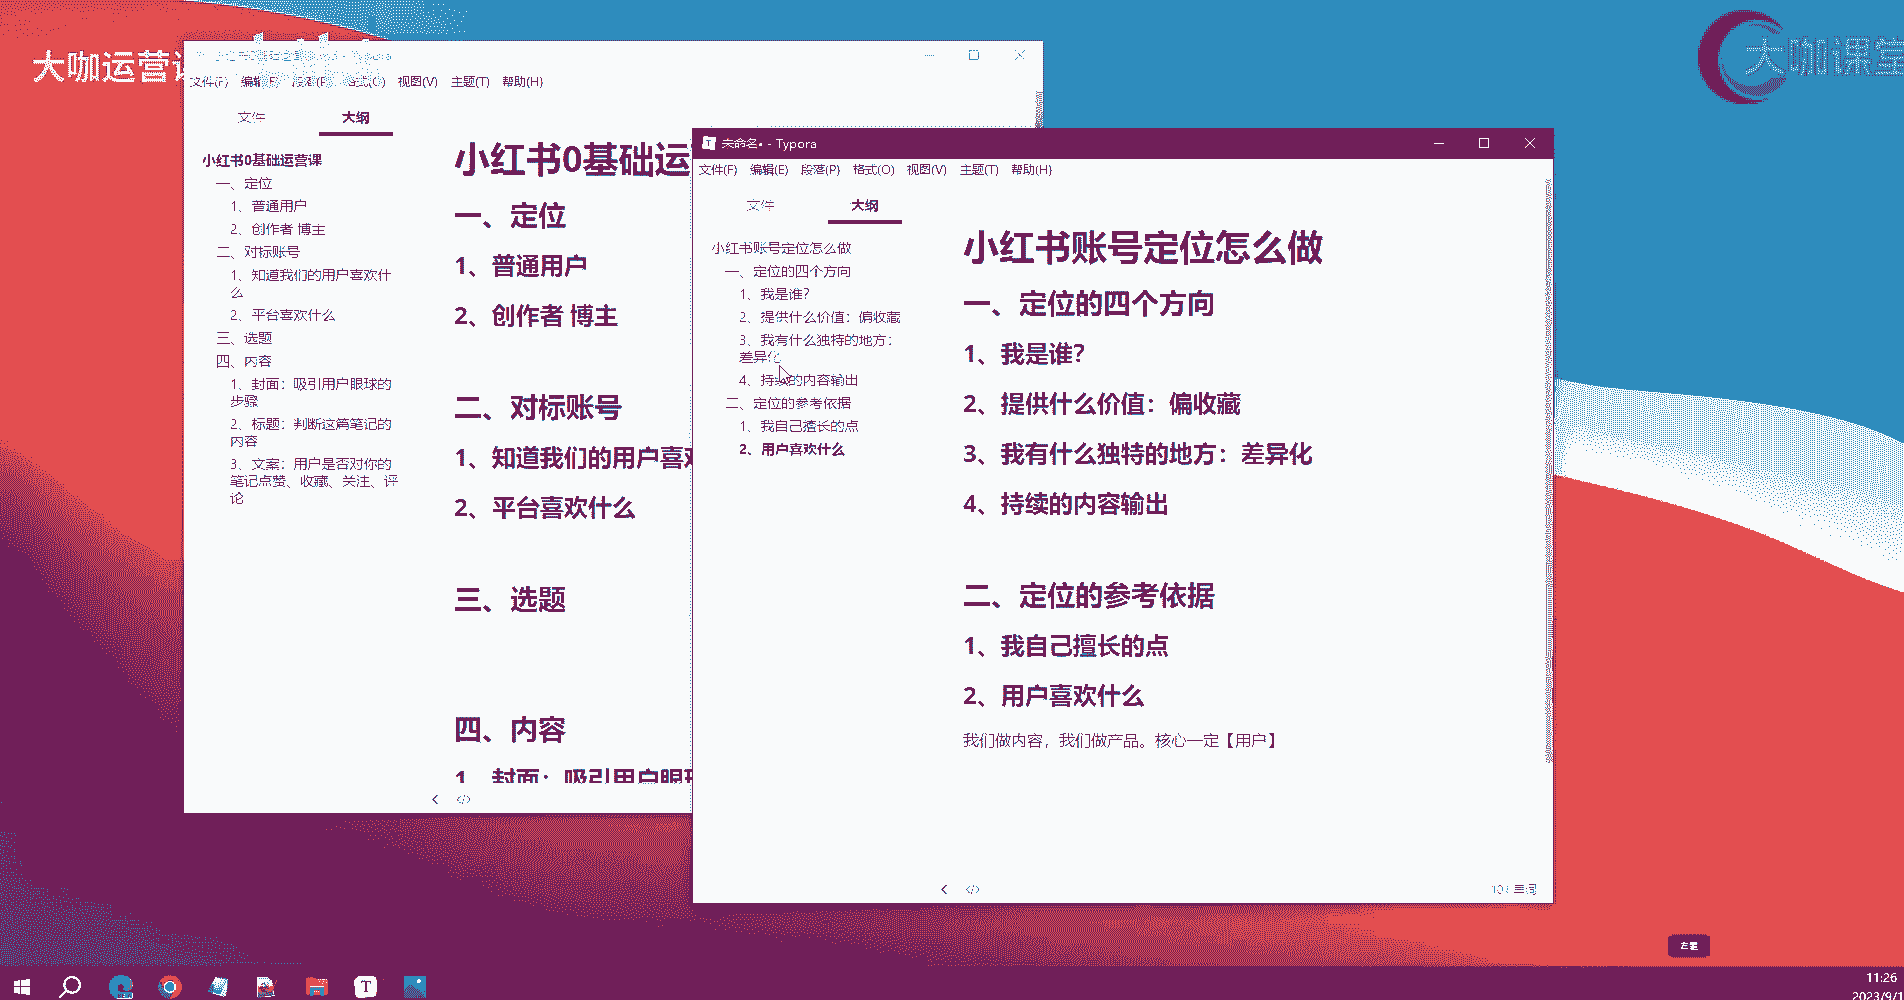 大咖运营
大咖课堂
文件(F) 编辑(E) 段落(P) 格式(O) 视图(V) 主题(T) 帮助(H)
文件 大纲
小红书0基础运营课
一、定位
1、普通用户
2、创作者 博主
二、对标账号
1、知道我们的用户喜欢什
么
2、平台喜欢什么
三、选题
四、内容
1、封面：吸引用户眼球的
步骤
2、标题：判断这篇笔记的
内容
3、文案：用户是否对你的
笔记点赞、收藏、关注、评
论
小红书0基础运
一、定位
1、普通用户
2、创作者 博主
二、对标账号
1、知道我们的用户喜欢
2、平台喜欢什么
三、选题
四、内容
1、封面：吸引用户眼球
未命名• - Typora
文件(F) 编辑(E) 段落(P) 格式(O) 视图(V) 主题(T) 帮助(H)
文件 大纲
小红书账号定位怎么做
一、定位的四个方向
1、我是谁？
2、提供什么价值：偏收藏
3、我有什么独特的地方：
差异化
4、持续的内容输出
二、定位的参考依据
1、我自己擅长的点
2、用户喜欢什么
小红书账号定位怎么做
一、定位的四个方向
1、我是谁？
2、提供什么价值：偏收藏
3、我有什么独特的地方：差异化
4、持续的内容输出
二、定位的参考依据
1、我自己擅长的点
2、用户喜欢什么
我们做内容，我们做产品。核心一定【用户】
左键
11:26
2023/9/1